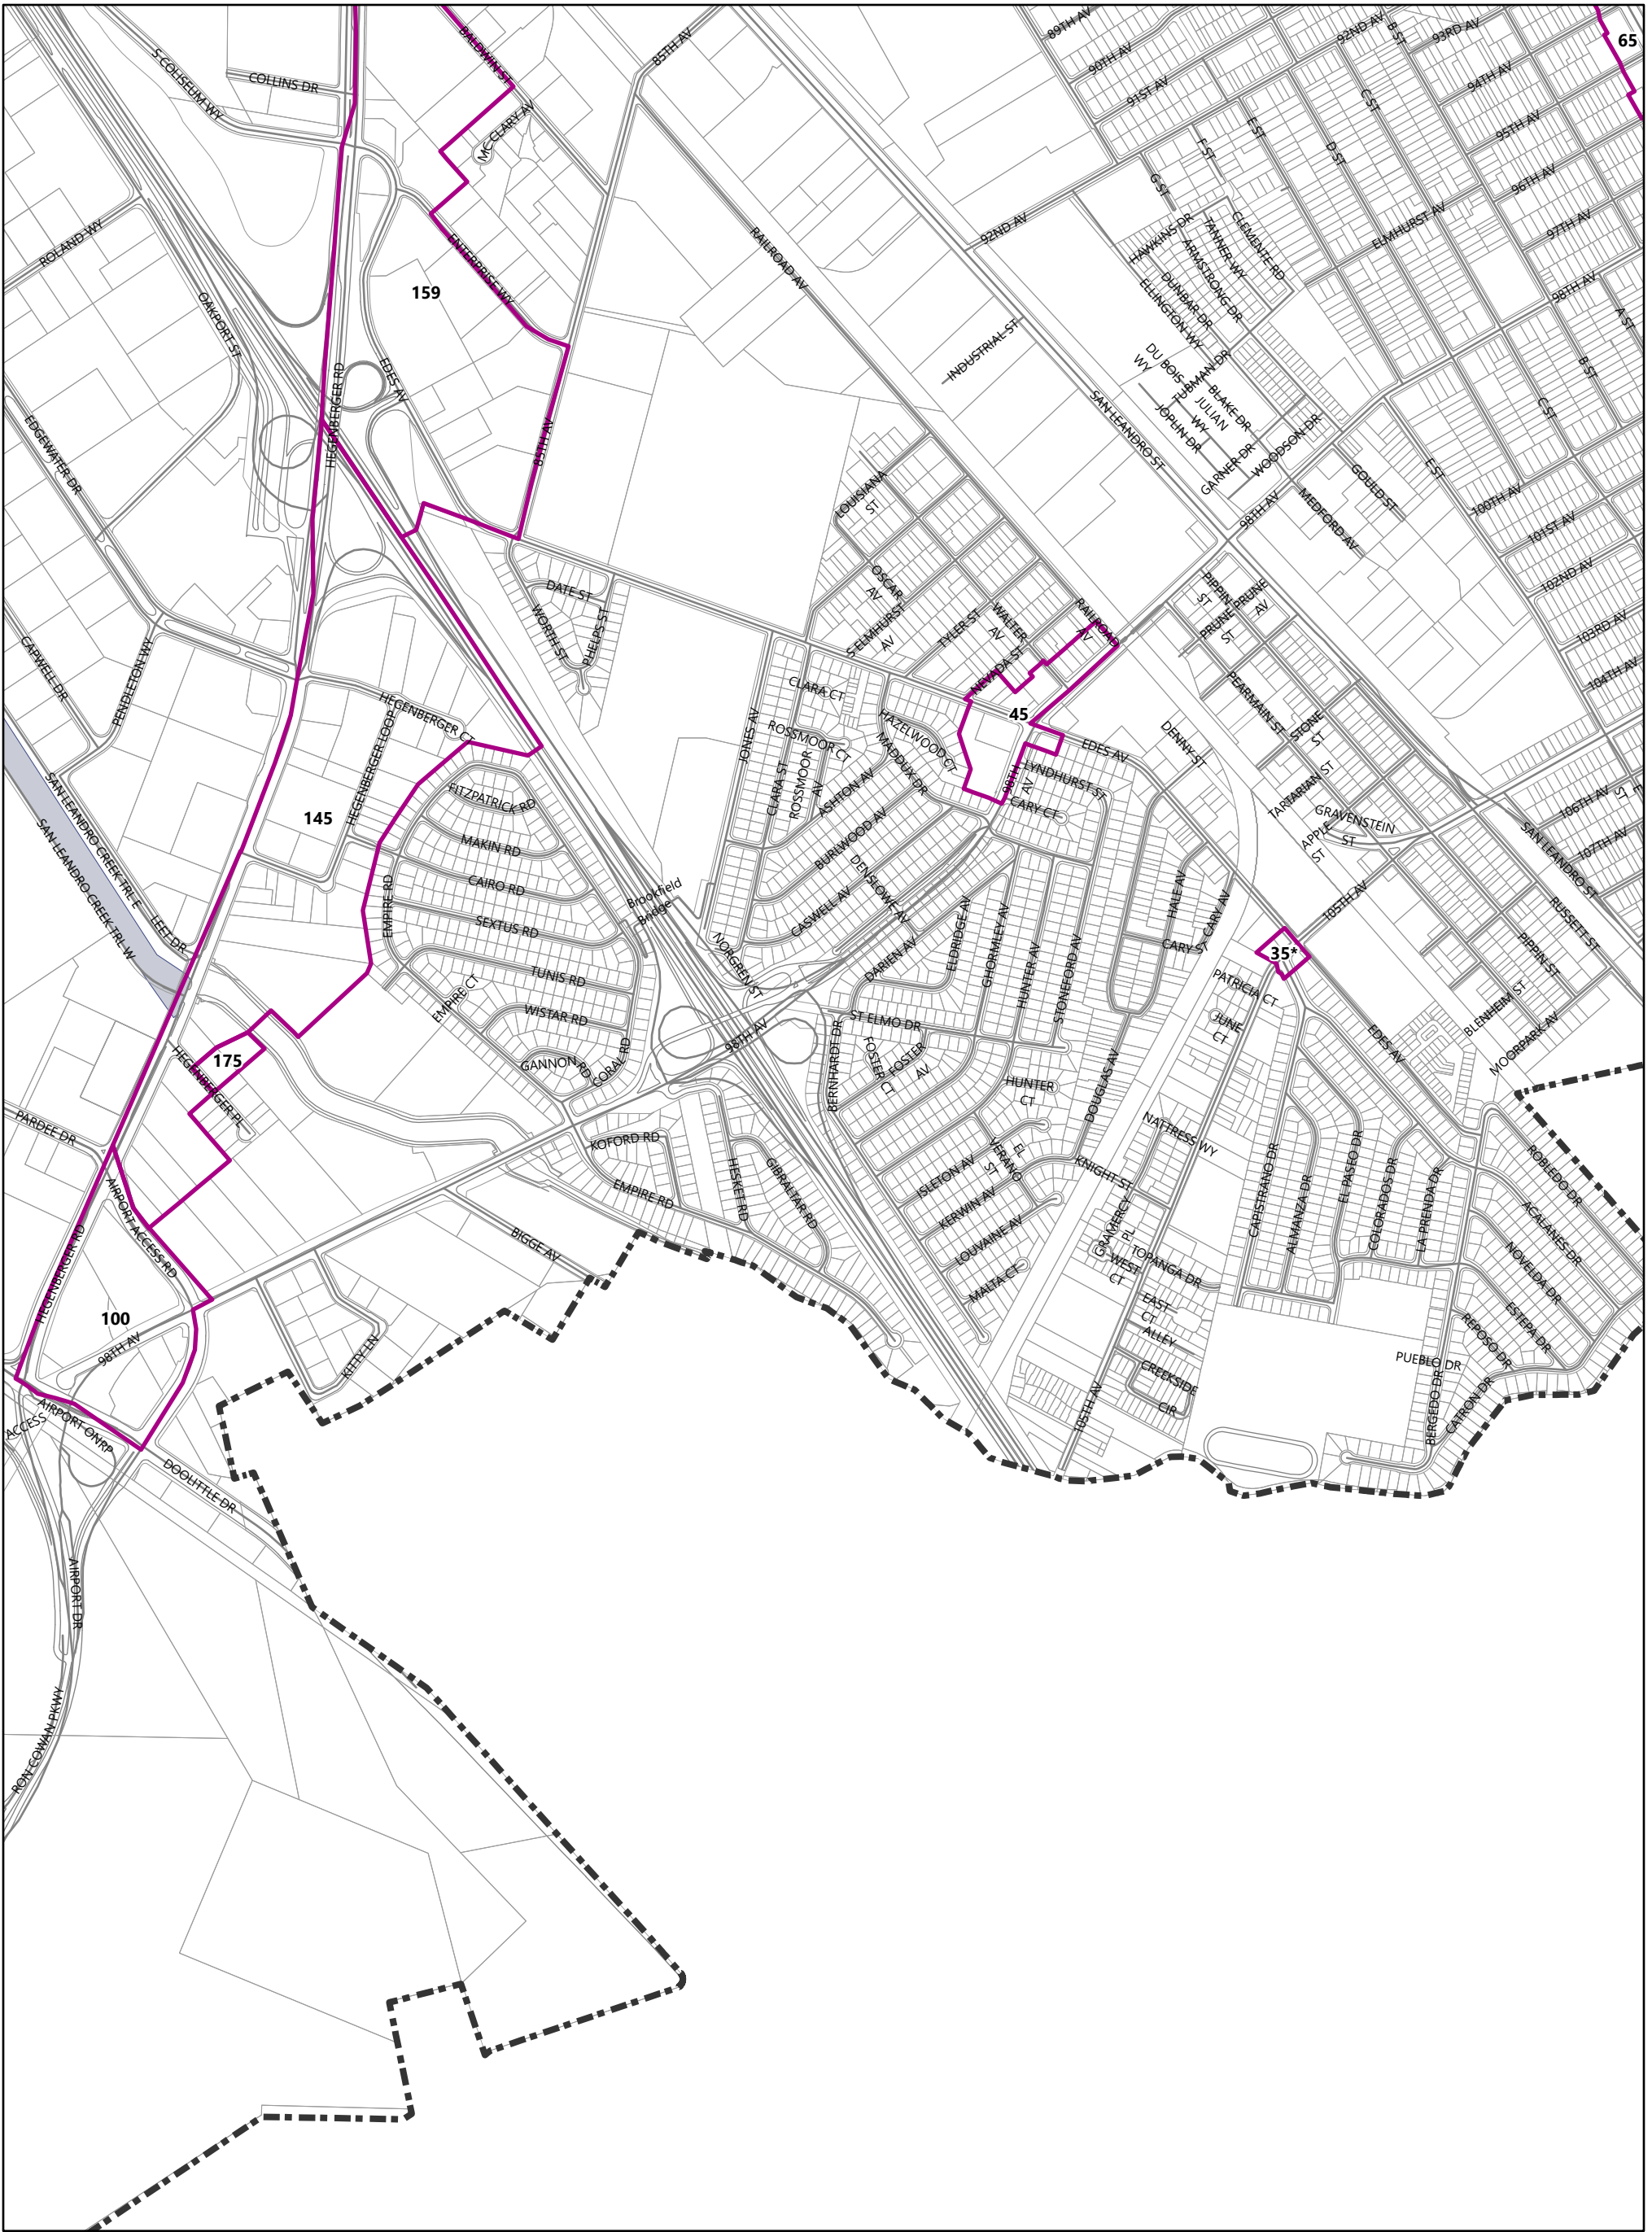 BALDWIN ST
85TH AV
89TH AV
90TH AV
91ST AV
92ND AV
B ST
93RD AV
65
S COLISEUM WY
COLLINS DR
MC CLARY AV
94TH AV
C ST
95TH AV
E ST
F ST
D ST
96TH AV
G ST
ROLAND WY
ENTERPRISE WY
RAILROAD AV
92ND AV
HAWKINS DR
TANNER WY
CLEMENTE RD
ELMHURST AV
97TH AV
ARMSTRONG DR
DUNBAR DR
ELLINGTON WY
98TH AV
A ST
159
OAKPORT ST
INDUSTRIAL ST
DU BOIS
WY
TUBMAN DR
BLAKE DR
JULIAN
WY
JOPLIN DR
B ST
HEGENBERGER RD
EDES AV
SAN LEANDRO ST
C ST
EDGEWATER DR
85TH AV
GARNER DR
WOODSON DR
E ST
GOULD ST
LOUISIANA
ST
98TH AV
MEDFORD AV
100TH AV
101ST AV
102ND AV
DATE ST
WORTH ST
PHELPS ST
OSCAR
AV
S ELMHURST
AV
TYLER ST
WALTER
AV
RAILROAD
AV
PIPPIN
ST
PRUNE
AV
PRUNE
ST
103RD AV
104TH AV
CAPWELL DR
PENDLETON WY
NEVADA ST
PEARMAIN ST
STONE
ST
CLARA CT
45
HEGENBERGER CT
HEGENBERGER LOOP
JONES AV
ROSSMOOR CT
HAZELWOOD CT
MADDUX DR
EDES AV
DENNY ST
CLARA ST
ROSSMOOR
AV
ASHTON AV
98TH
AV
LYNDHURST ST
CARY CT
TARTARIAN ST
GRAVENSTEIN
ST
APPLE
ST
106TH AV
107TH AV
E
ST
SAN LEANDRO ST
SAN LEANDRO CREEK TRL E
SAN LEANDRO CREEK TRL W
145
FITZPATRICK RD
MAKIN RD
CAIRO RD
SEXTUS RD
EMPIRE RD
TUNIS RD
EMPIRE CT
WISTAR RD
GANNON RD
CORAL RD
Brookfield
Bridge
BURLWOOD AV
DENSLOWE AV
CASWELL AV
NORGREN ST
DARIEN AV
ELDRIDGE AV
GHORMLEY AV
HUNTER AV
STONEFORD AV
HALE AV
CARY AV
CARY ST
105TH AV
RUSSETT ST
PIPPIN ST
35*
PATRICIA CT
JUNE
CT
LEET DR
98TH AV
ST ELMO DR
BERNHARDT DR
FOSTER CT
FOSTER
AV
HUNTER
CT
DOUGLAS AV
EDES AV
BLENHEIM ST
MOORPARK AV
175
HEGENBERGER PL
PARDEE DR
KOFORD RD
EMPIRE RD
HESKET RD
GIBRALTAR RD
ISLETON AV
EL
VERANO
ST
KERWIN AV
LOUVAINE AV
MALTA CT
KNIGHT ST
NATTRESS WY
GRAMERCY
PL
WEST
CT
TOPANGA DR
EAST
CT
ALLEY
CREEKSIDE
CIR
105TH AV
CAPISTRANO DR
ALMANZA DR
EL PASEO DR
COLORADOS DR
LA PRENDA DR
ROBLEDO DR
ACALANES DR
NOVELDA DR
ESTEPA DR
REPOSO DR
PUEBLO DR
BERGEDO DR
CATRON DR
AIRPORT ACCESS RD
HEGENBERGER RD
BIGGE AV
100
98TH AV
KITTY LN
ACCESS
AIRPORT ONRP
DOOLITTLE DR
AIRPORT DR
RON COWAN PKWY